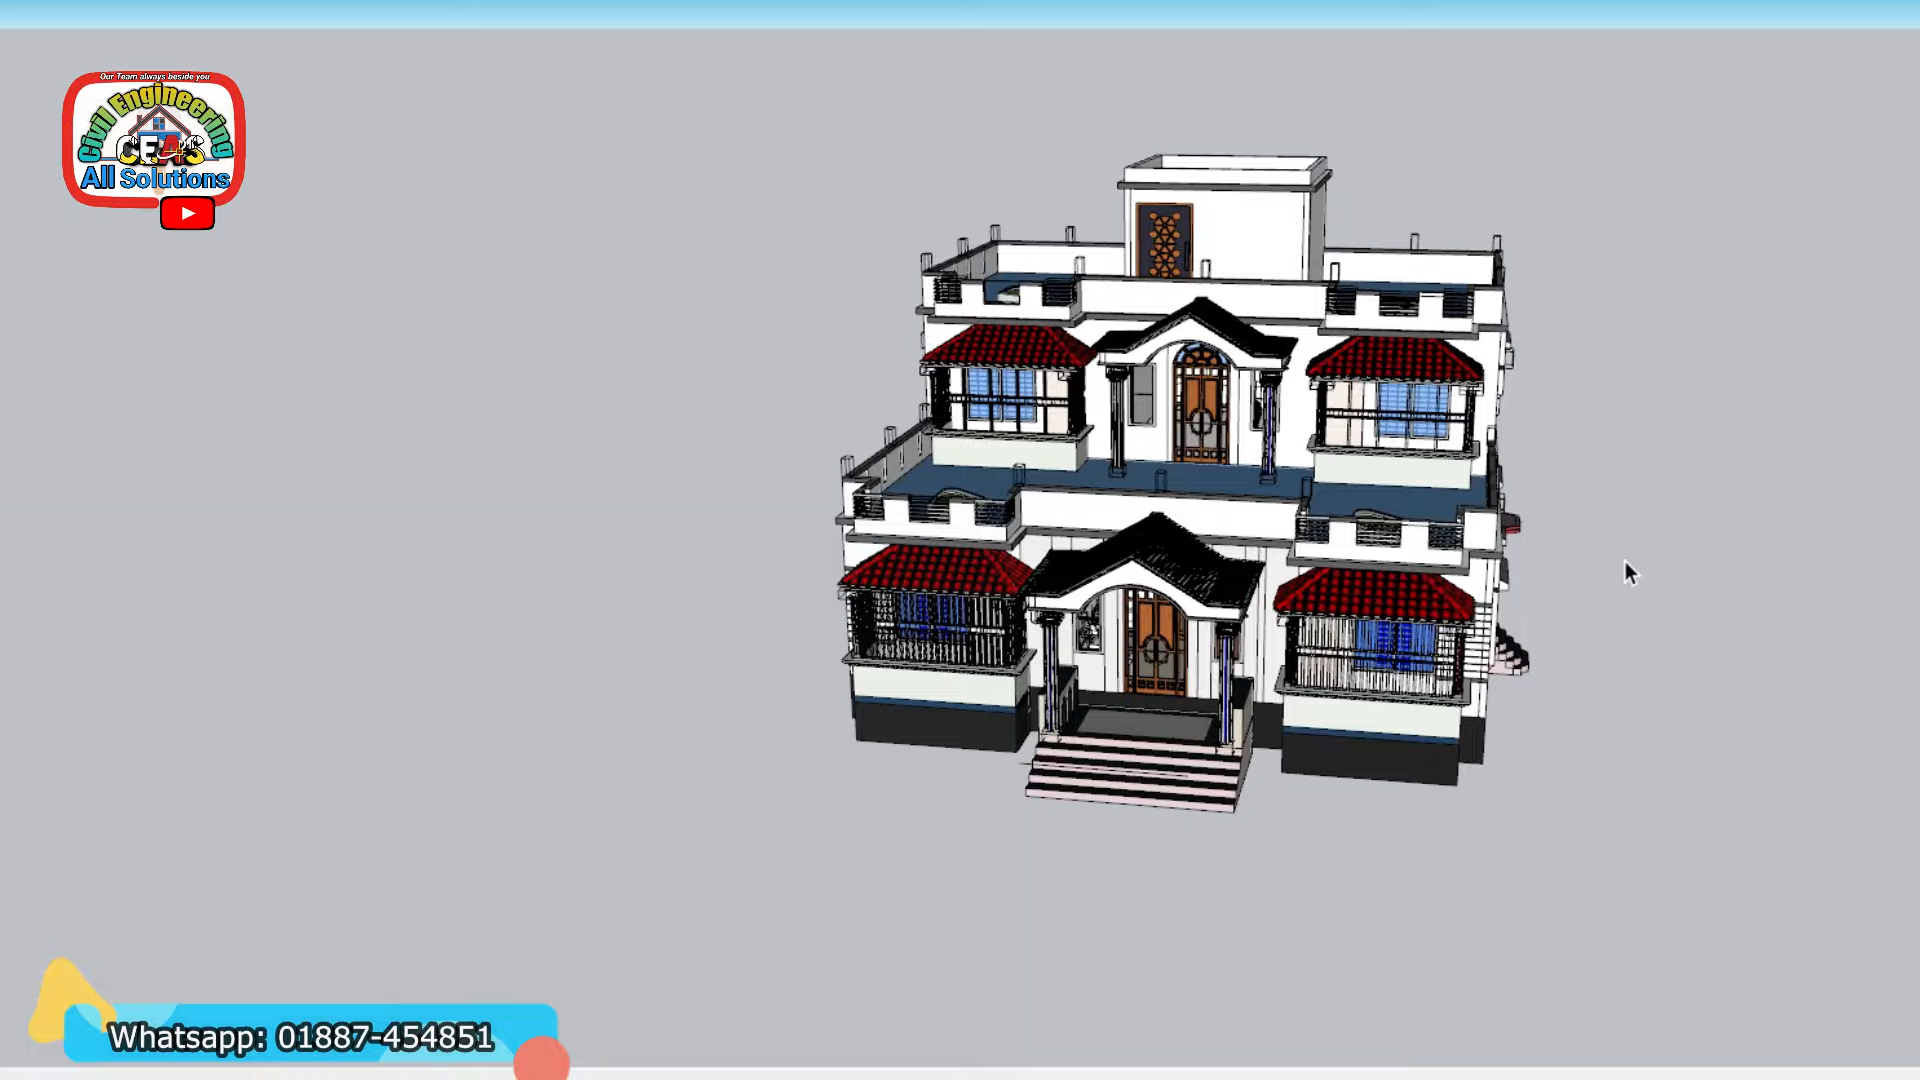 Our Team always beside you
Civil Engineering
CEAS
All Solutions
Whatsapp: 01887-454851